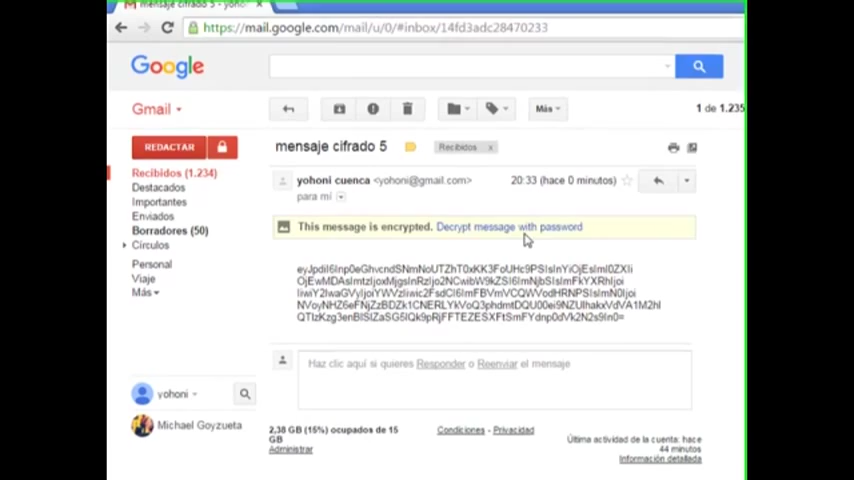 mensaje cifrado 5 - yoho
https://mail.google.com/mail/u/0/#inbox/14fd3adc28470233
Google
Gmail
Más
1 de 1.235
REDACTAR
mensaje cifrado 5
Recibidos x
Recibidos (1.234)
Destacados
Importantes
Enviados
Borradores (50)
Círculos
Personal
Viaje
Más
yohoni cuenca <yohoni@gmail.com>
20:33 (hace 0 minutos)
para mí
This message is encrypted. Decrypt message with password
Haz clic aquí si quieres Responder o Reenviar el mensaje
yohoni
Michael Goyzueta
2,38 GB (15%) ocupados de 15
GB
Administrar
Condiciones - Privacidad
Última actividad de la cuenta: hace
44 minutos
Información detallada